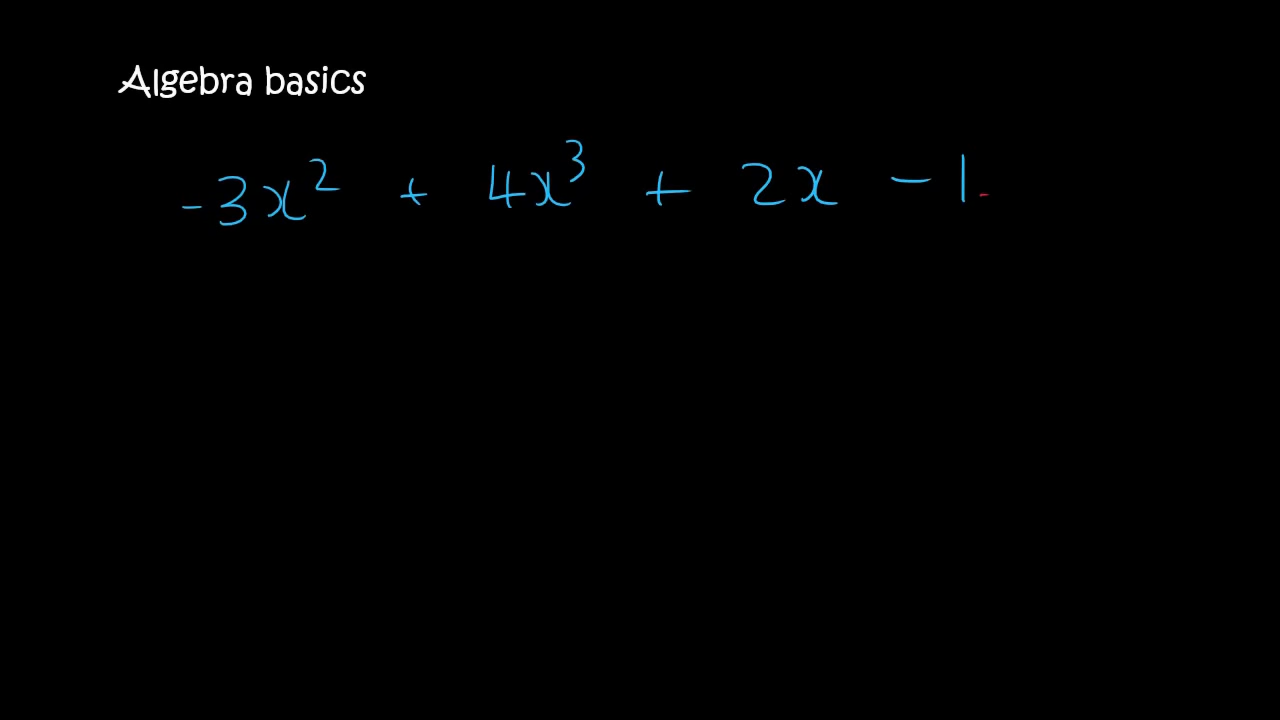 Algebra basics
-3x² + 4x³ + 2x - 1